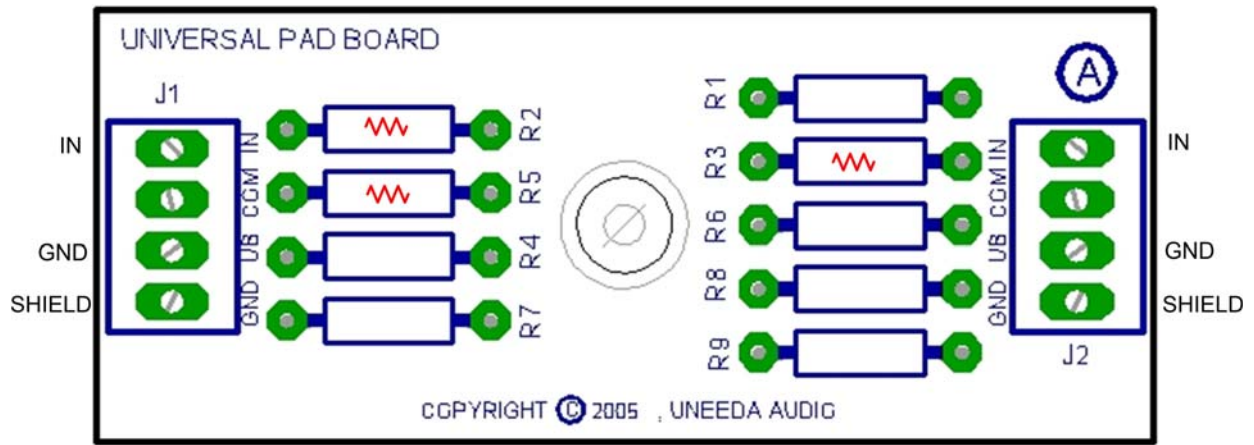 UNIVERSAL PAD BOARD
J1
IN
GND
SHIELD
IN
COM
UB
GND
R2
R5
R4
R7
R1
R3
R6
R8
R9
A
IN
COM
UB
GND
IN
GND
SHIELD
J2
COPYRIGHT © 2005 , UNEEDA AUDIO